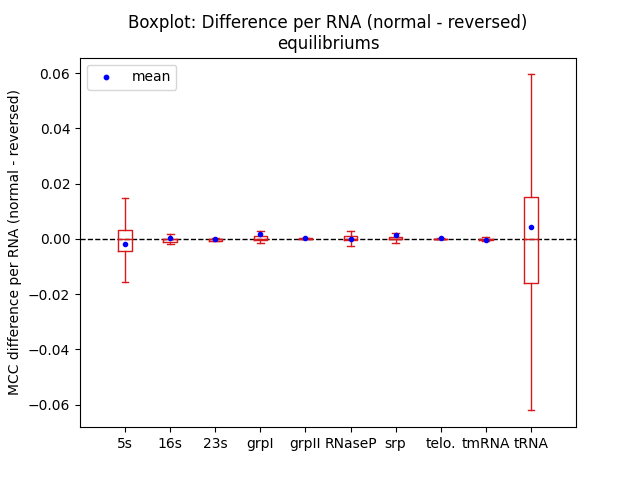 Boxplot: Difference per RNA (normal - reversed)
equilibriums
mean
MCC difference per RNA (normal - reversed)
0.06
0.04
0.02
0.00
−0.02
−0.04
−0.06
5s 16s 23s grpI grpII RNaseP srp telo. tmRNA tRNA